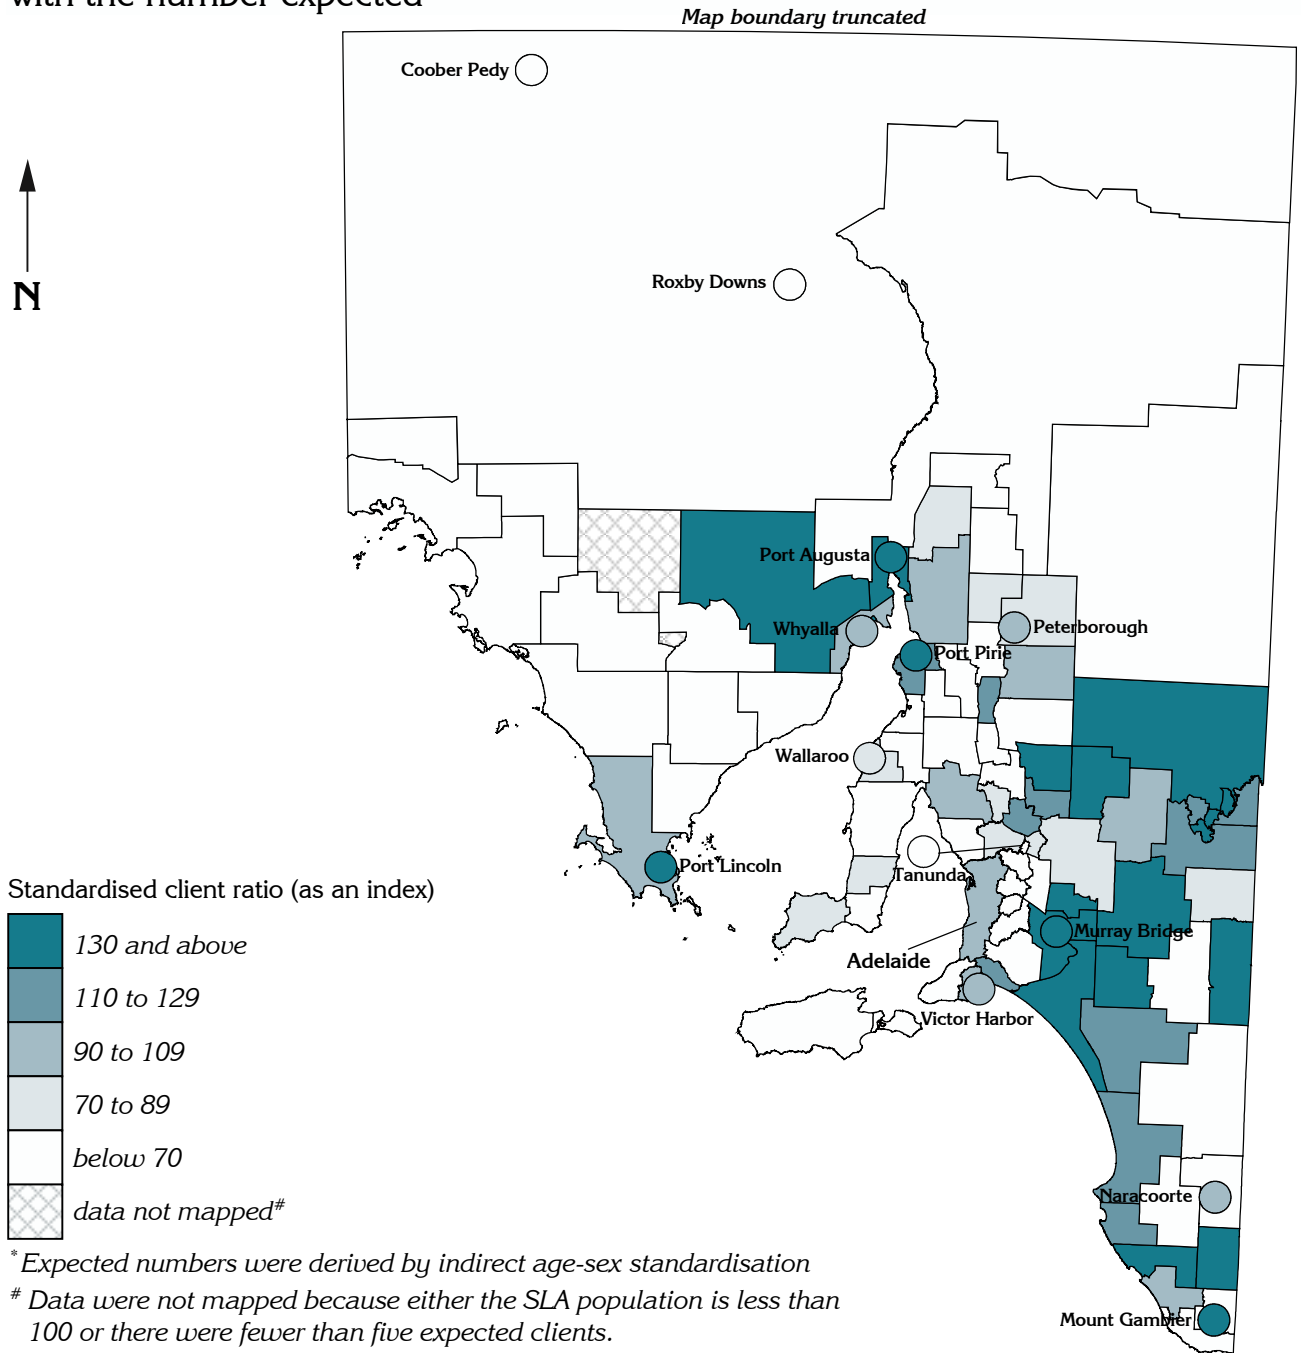 with the number expected
Map boundary truncated
Coober Pedy
N
Roxby Downs
Port Augusta
Whyalla
Peterborough
Port Pirie
Wallaroo
Port Lincoln
Tanunda
Murray Bridge
Adelaide
Victor Harbor
Naracoorte
Mount Gambier
Standardised client ratio (as an index)
130 and above
110 to 129
90 to 109
70 to 89
below 70
data not mapped#
* Expected numbers were derived by indirect age-sex standardisation
# Data were not mapped because either the SLA population is less than
100 or there were fewer than five expected clients.